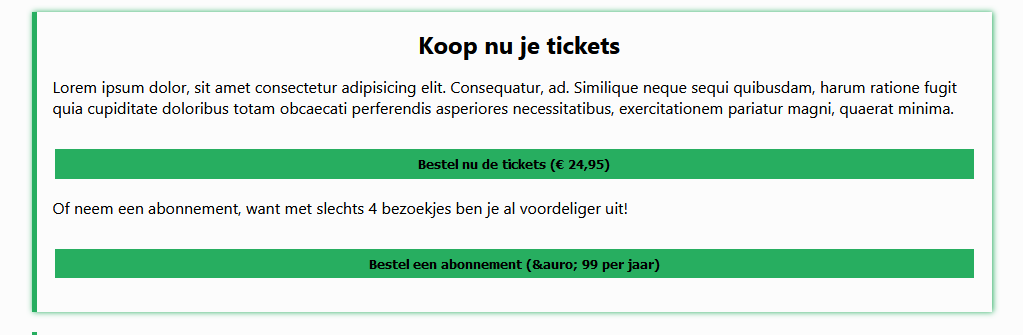 Koop nu je tickets
Lorem ipsum dolor, sit amet consectetur adipisicing elit. Consequatur, ad. Similique neque sequi quibusdam, harum ratione fugit
quia cupiditate doloribus totam obcaecati perferendis asperiores necessitatibus, exercitationem pariatur magni, quaerat minima.
Bestel nu de tickets (€ 24,95)
Of neem een abonnement, want met slechts 4 bezoekjes ben je al voordeliger uit!
Bestel een abonnement (&auro; 99 per jaar)